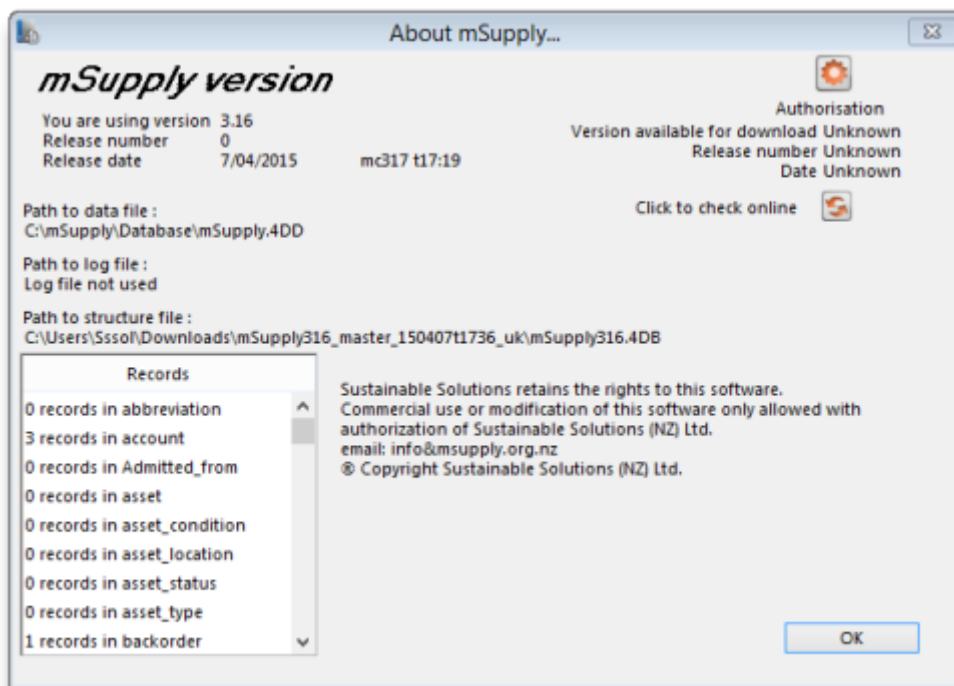 About mSupply...
mSupply version
You are using version 3.16
Release number 0
Release date 7/04/2015 mc317 t17:19
Authorisation
Version available for download Unknown
Release number Unknown
Date Unknown
Click to check online
Path to data file :
C:\mSupply\Database\mSupply.4DD
Path to log file :
Log file not used
Path to structure file :
C:\Users\Sssol\Downloads\mSupply316_master_150407t1736_uk\mSupply316.4DB
Records
0 records in abbreviation
3 records in account
0 records in Admitted_from
0 records in asset
0 records in asset_condition
0 records in asset_location
0 records in asset_status
0 records in asset_type
1 records in backorder
Sustainable Solutions retains the rights to this software.
Commercial use or modification of this software only allowed with
authorization of Sustainable Solutions (NZ) Ltd.
email: info@msupply.org.nz
® Copyright Sustainable Solutions (NZ) Ltd.
OK